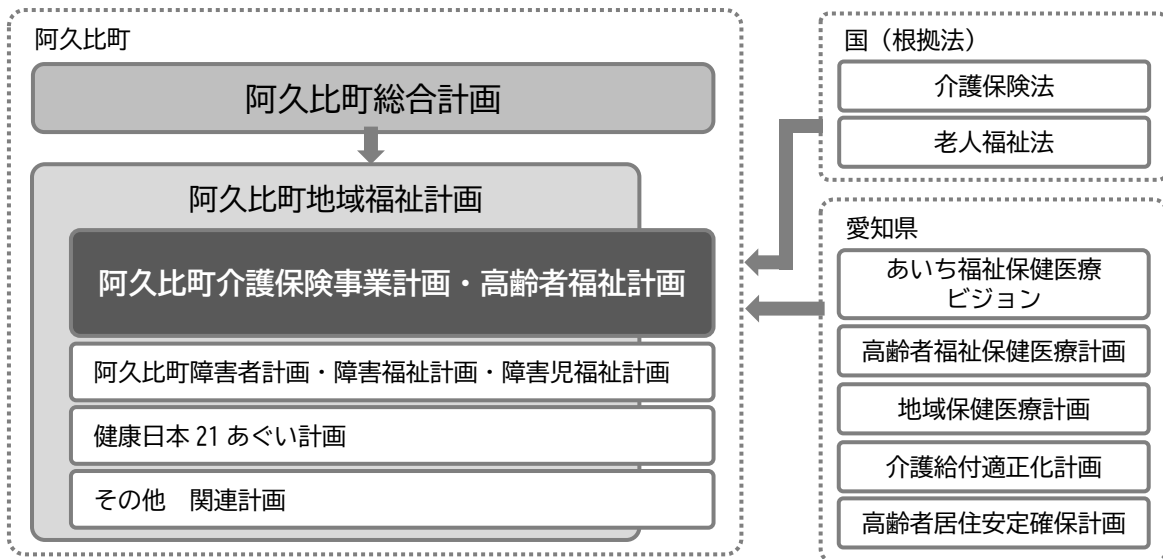 阿久比町
阿久比町総合計画
阿久比町地域福祉計画
阿久比町介護保険事業計画・高齢者福祉計画
阿久比町障害者計画・障害福祉計画・障害児福祉計画
健康日本 21 あぐい計画
その他　関連計画
国（根拠法）
介護保険法
老人福祉法
愛知県
あいち福祉保健医療
ビジョン
高齢者福祉保健医療計画
地域保健医療計画
介護給付適正化計画
高齢者居住安定確保計画